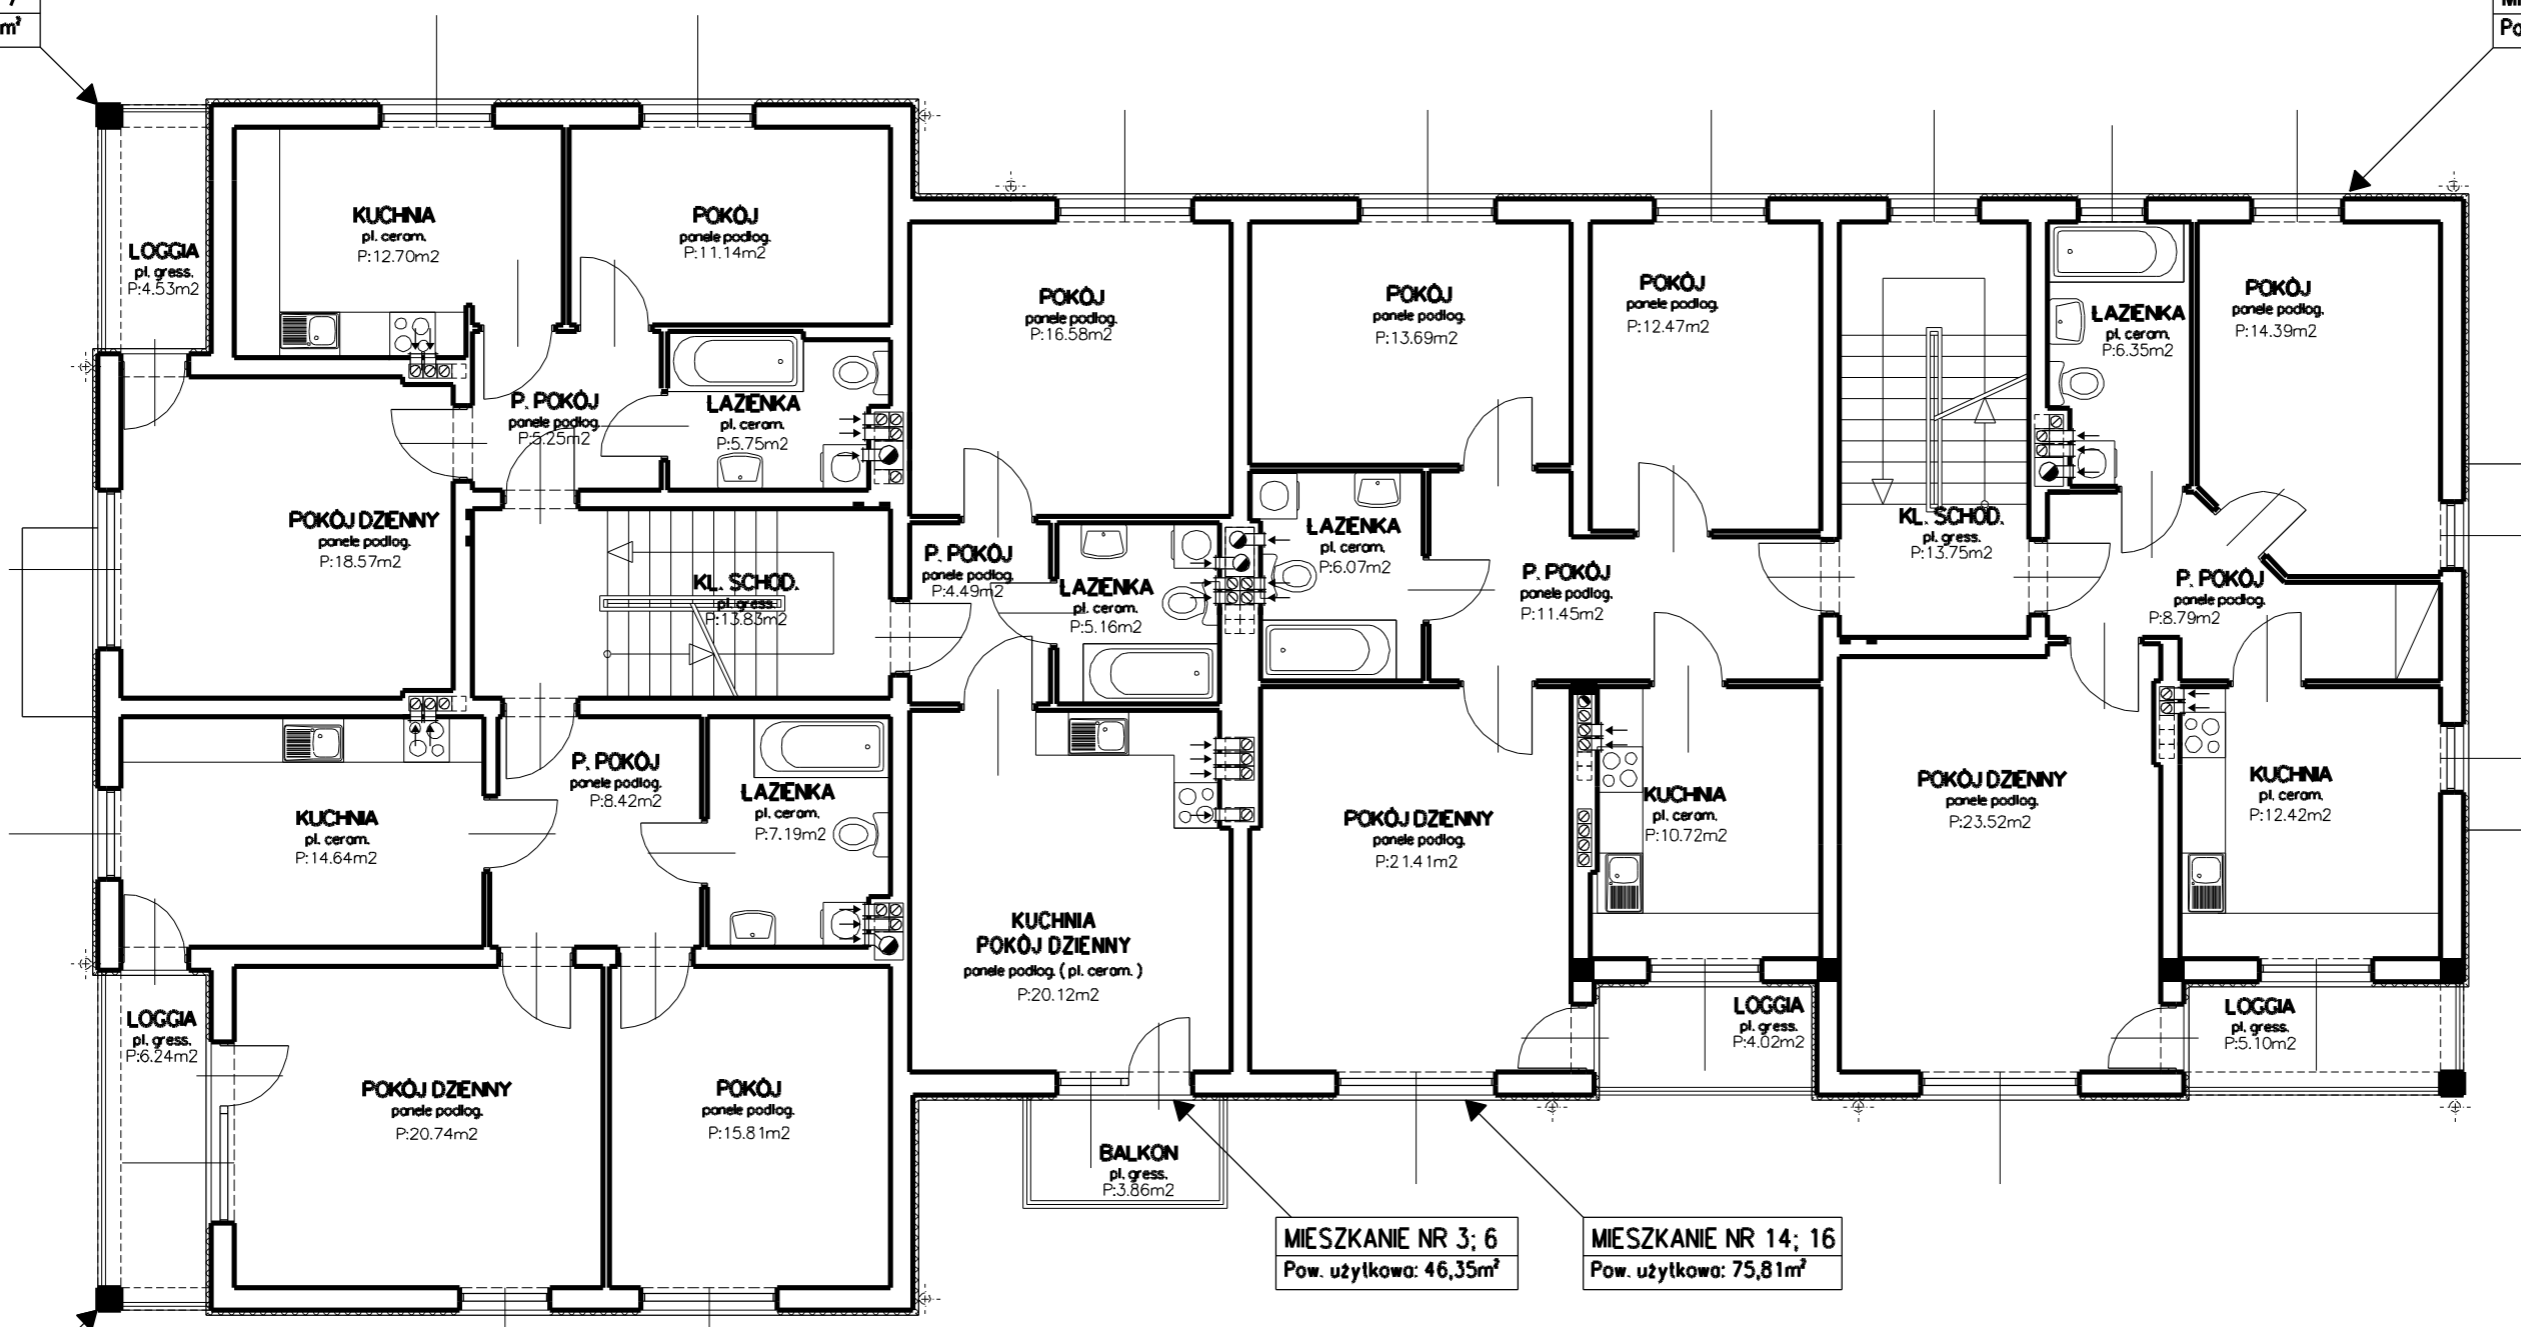 m²
Po
KUCHNIA
pl. ceram.
P:12.70m2
POKÓJ
panele podłog.
P:11.14m2
LOGGIA
pl. gress.
P:4.53m2
POKÓJ
panele podłog.
P:16.58m2
POKÓJ
panele podłog.
P:13.69m2
POKÓJ
panele podłog.
P:12.47m2
ŁAZIENKA
pl. ceram.
P:6.35m2
POKÓJ
panele podłog.
P:14.39m2
P. POKÓJ
panele podłog.
P:5.25m2
ŁAZIENKA
pl. ceram.
P:5.75m2
POKÓJ DZIENNY
panele podłog.
P:18.57m2
KL. SCHOD.
pl. gress.
P:13.83m2
P. POKÓJ
panele podłog.
P:4.49m2
ŁAZIENKA
pl. ceram.
P:5.16m2
ŁAZIENKA
pl. ceram.
P:6.07m2
P. POKÓJ
panele podłog.
P:11.45m2
KL. SCHOD.
pl. gress.
P:13.75m2
P. POKÓJ
panele podłog.
P:8.79m2
KUCHNIA
pl. ceram.
P:14.64m2
P. POKÓJ
panele podłog.
P:8.42m2
ŁAZIENKA
pl. ceram.
P:7.19m2
KUCHNIA
POKÓJ DZIENNY
panele podłog. ( pl. ceram. )
P:20.12m2
POKÓJ DZIENNY
panele podłog.
P:21.41m2
KUCHNIA
pl. ceram.
P:10.72m2
POKÓJ DZIENNY
panele podłog.
P:23.52m2
KUCHNIA
pl. ceram.
P:12.42m2
LOGGIA
pl. gress.
P:6.24m2
POKÓJ DZIENNY
panele podłog.
P:20.74m2
POKÓJ
panele podłog.
P:15.81m2
LOGGIA
pl. gress.
P:4.02m2
LOGGIA
pl. gress.
P:5.10m2
BALKON
pl. gress.
P:3.86m2
MIESZKANIE NR 3; 6
Pow. użytkowa: 46,35m²
MIESZKANIE NR 14; 16
Pow. użytkowa: 75,81m²